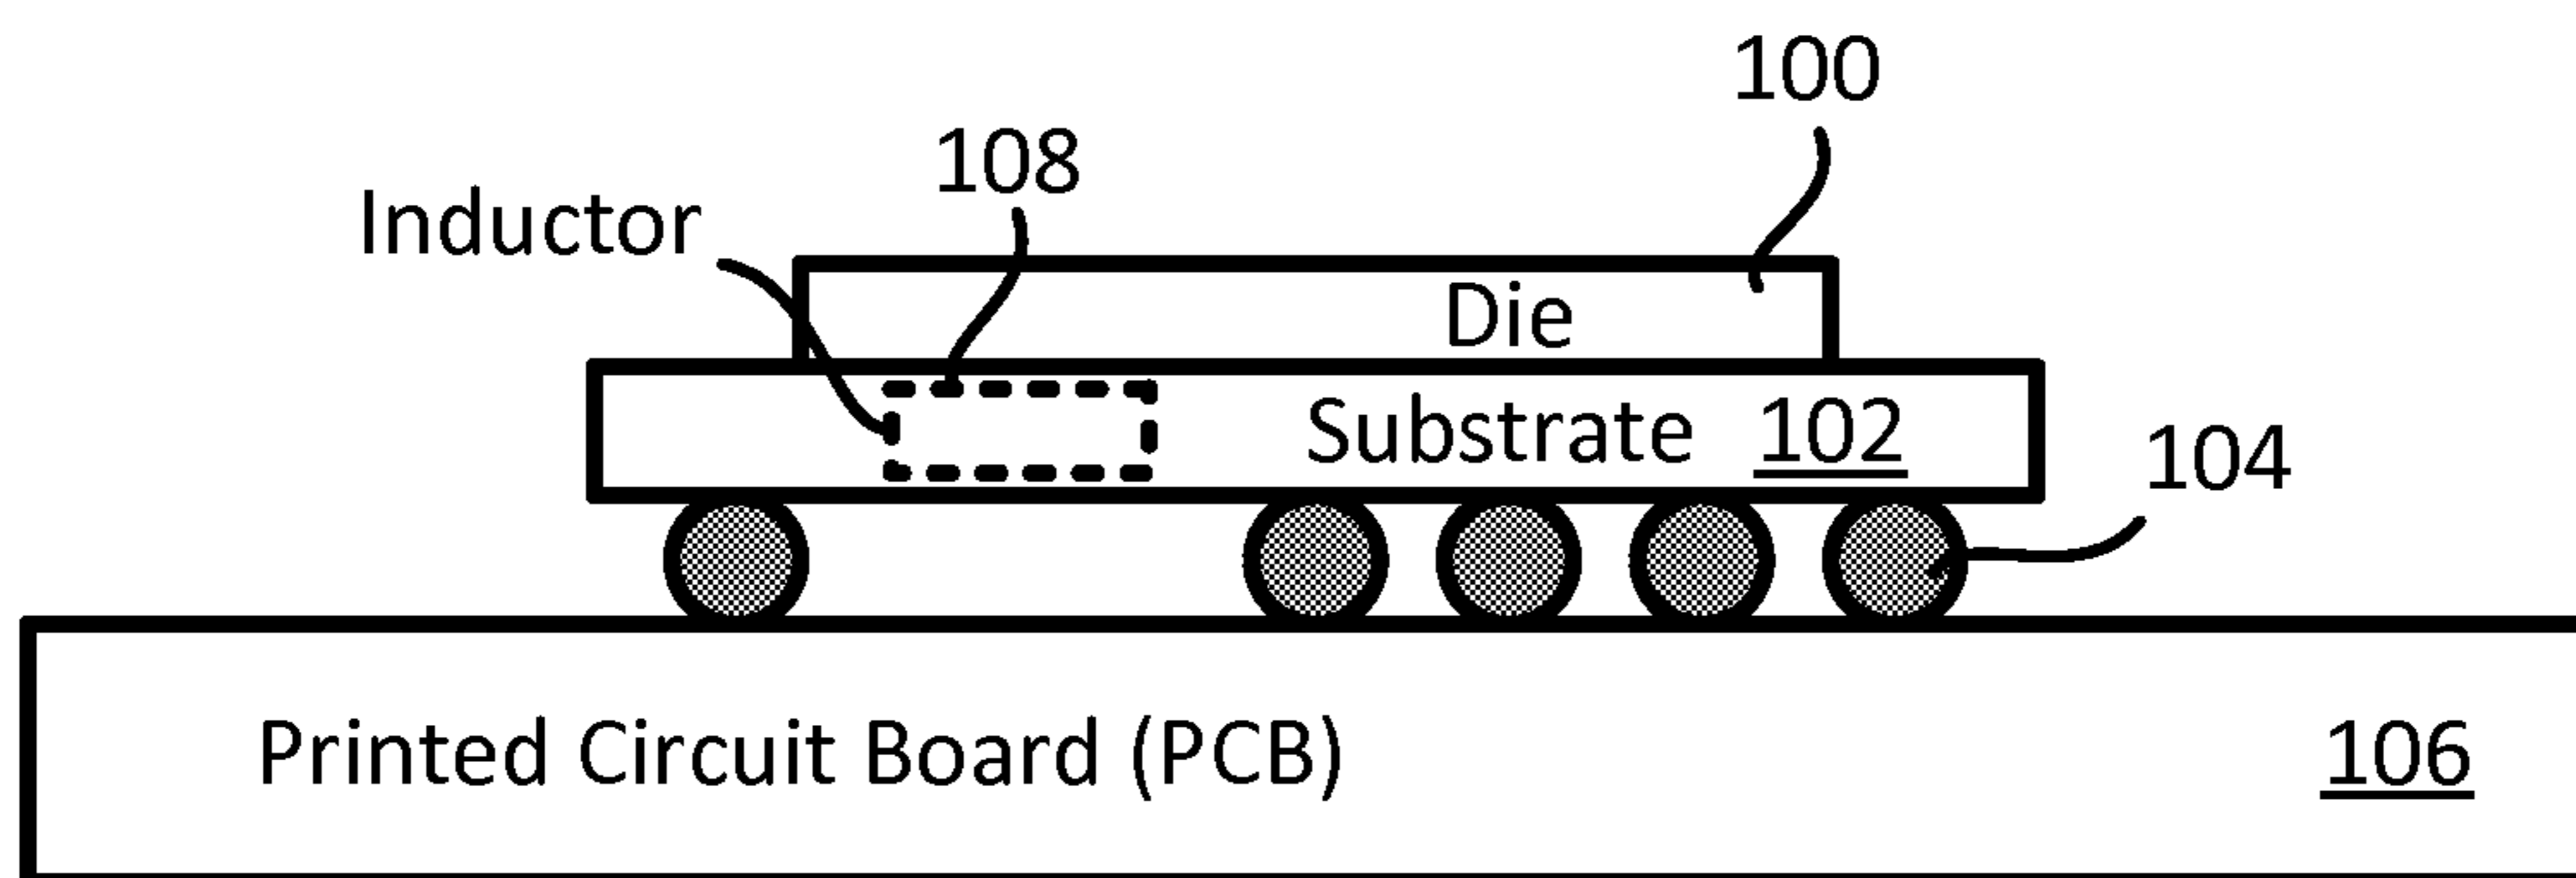 100
108
Inductor
Die
Substrate 102
104
Printed Circuit Board (PCB) 106